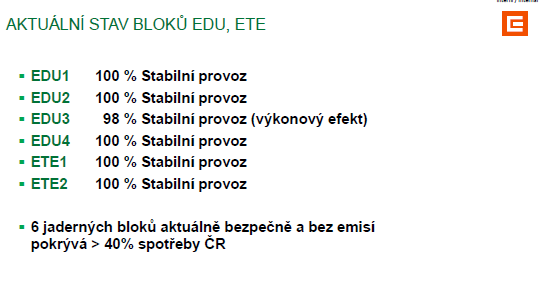 AKTUÁLNÍ STAV BLOKŮ EDU, ETE
EDU1 100 % Stabilní provoz
EDU2 100 % Stabilní provoz
EDU3 98 % Stabilní provoz (výkonový efekt)
EDU4 100 % Stabilní provoz
ETE1 100 % Stabilní provoz
ETE2 100 % Stabilní provoz
6 jaderných bloků aktuálně bezpečně a bez emisí
pokrývá > 40% spotřeby ČR